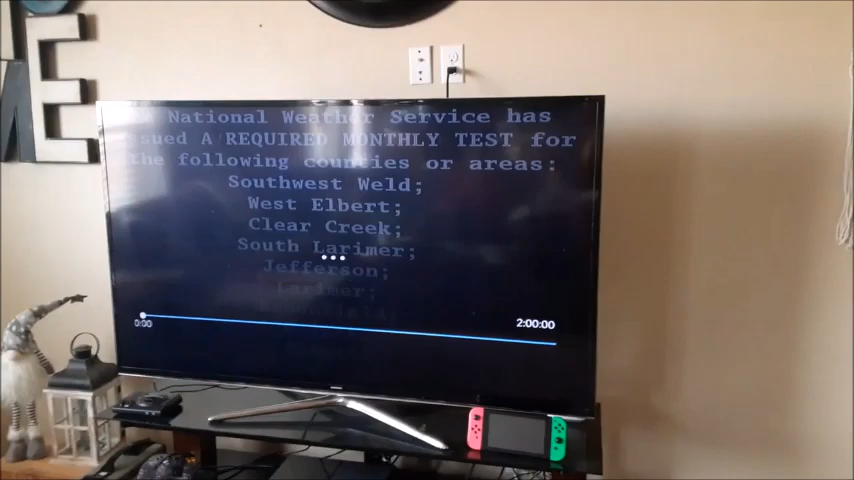 National Weather Service has
sued A REQUIRED MONTHLY TEST for
the following counties or areas:
Southwest Weld;
West Elbert;
Clear Creek;
South Larimer;
Jefferson;
Larimer;
0:00
2:00:00
E